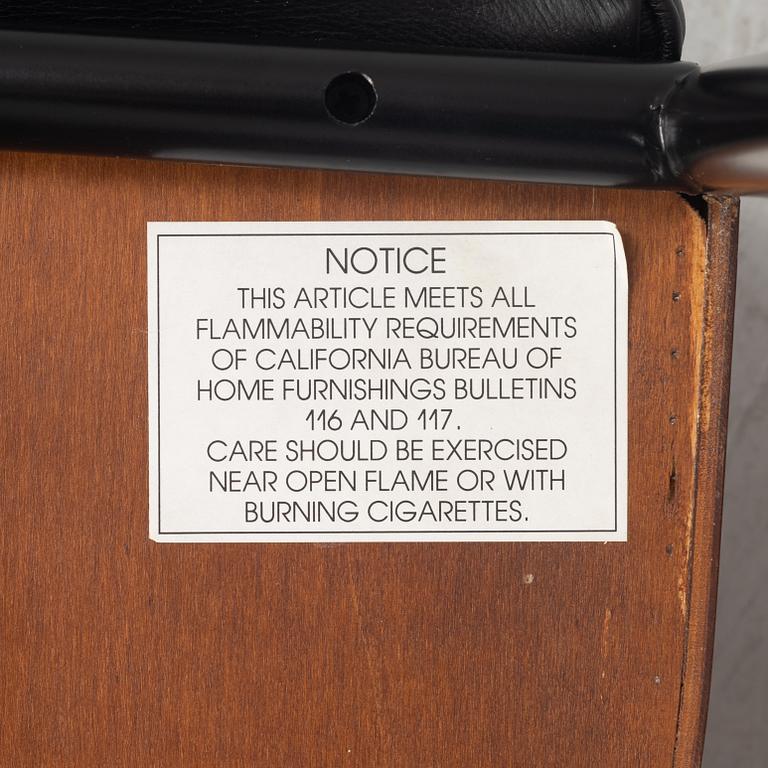 NOTICE
THIS ARTICLE MEETS ALL
FLAMMABILITY REQUIREMENTS
OF CALIFORNIA BUREAU OF
HOME FURNISHINGS BULLETINS
116 AND 117.
CARE SHOULD BE EXERCISED
NEAR OPEN FLAME OR WITH
BURNING CIGARETTES.